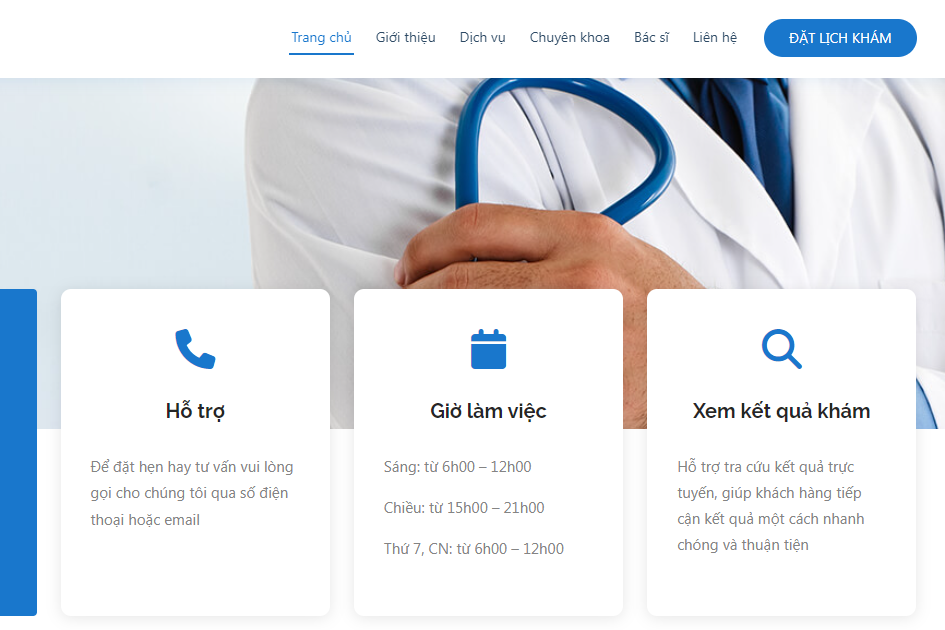 Trang chủ Giới thiệu Dịch vụ Chuyên khoa Bác sĩ Liên hệ ĐẶT LỊCH KHÁM
Hỗ trợ
Để đặt hẹn hay tư vấn vui lòng
gọi cho chúng tôi qua số điện
thoại hoặc email
Giờ làm việc
Sáng: từ 6h00 – 12h00
Chiều: từ 15h00 – 21h00
Thứ 7, CN: từ 6h00 – 12h00
Xem kết quả khám
Hỗ trợ tra cứu kết quả trực
tuyến, giúp khách hàng tiếp
cận kết quả một cách nhanh
chóng và thuận tiện